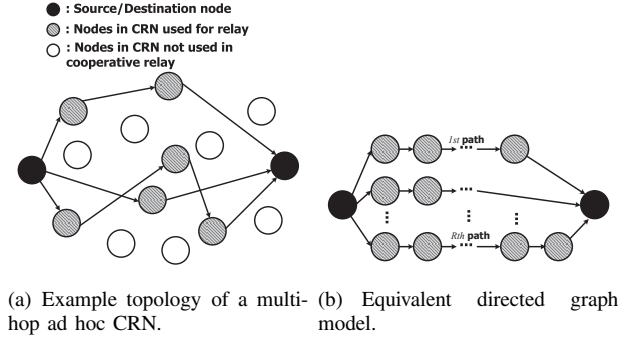 : Source/Destination node
: Nodes in CRN used for relay
: Nodes in CRN not used in
cooperative relay
1st path
Rth path
(a) Example topology of a multi-
hop ad hoc CRN.
(b) Equivalent directed graph
model.